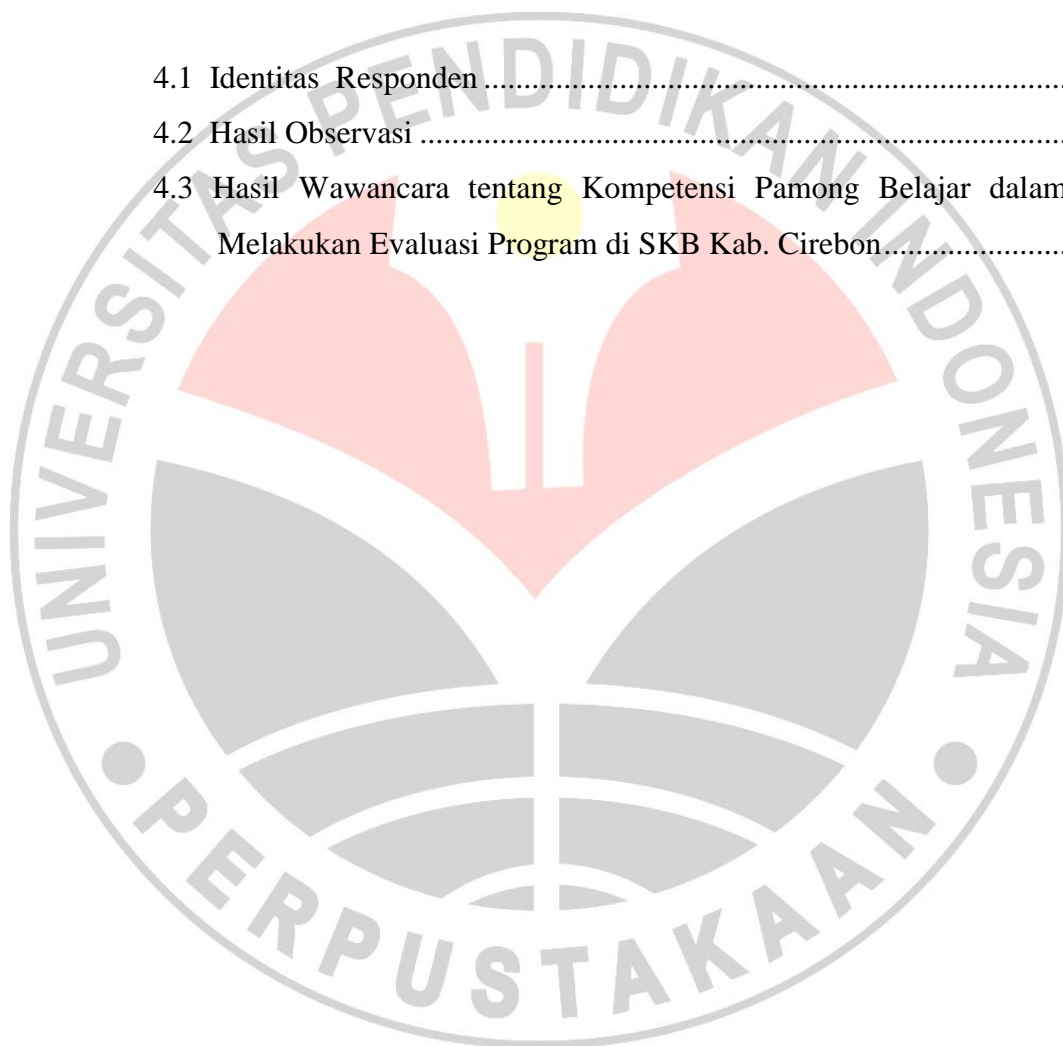 4.1 Identitas Responden ........................................................................
4.2 Hasil Observasi ...................................................................................
4.3 Hasil Wawancara tentang Kompetensi Pamong Belajar dalam
Melakukan Evaluasi Program di SKB Kab. Cirebon......................
UNIVERSITAS PENDIDIKAN INDONESIA
• PERPUSTAKAAN •